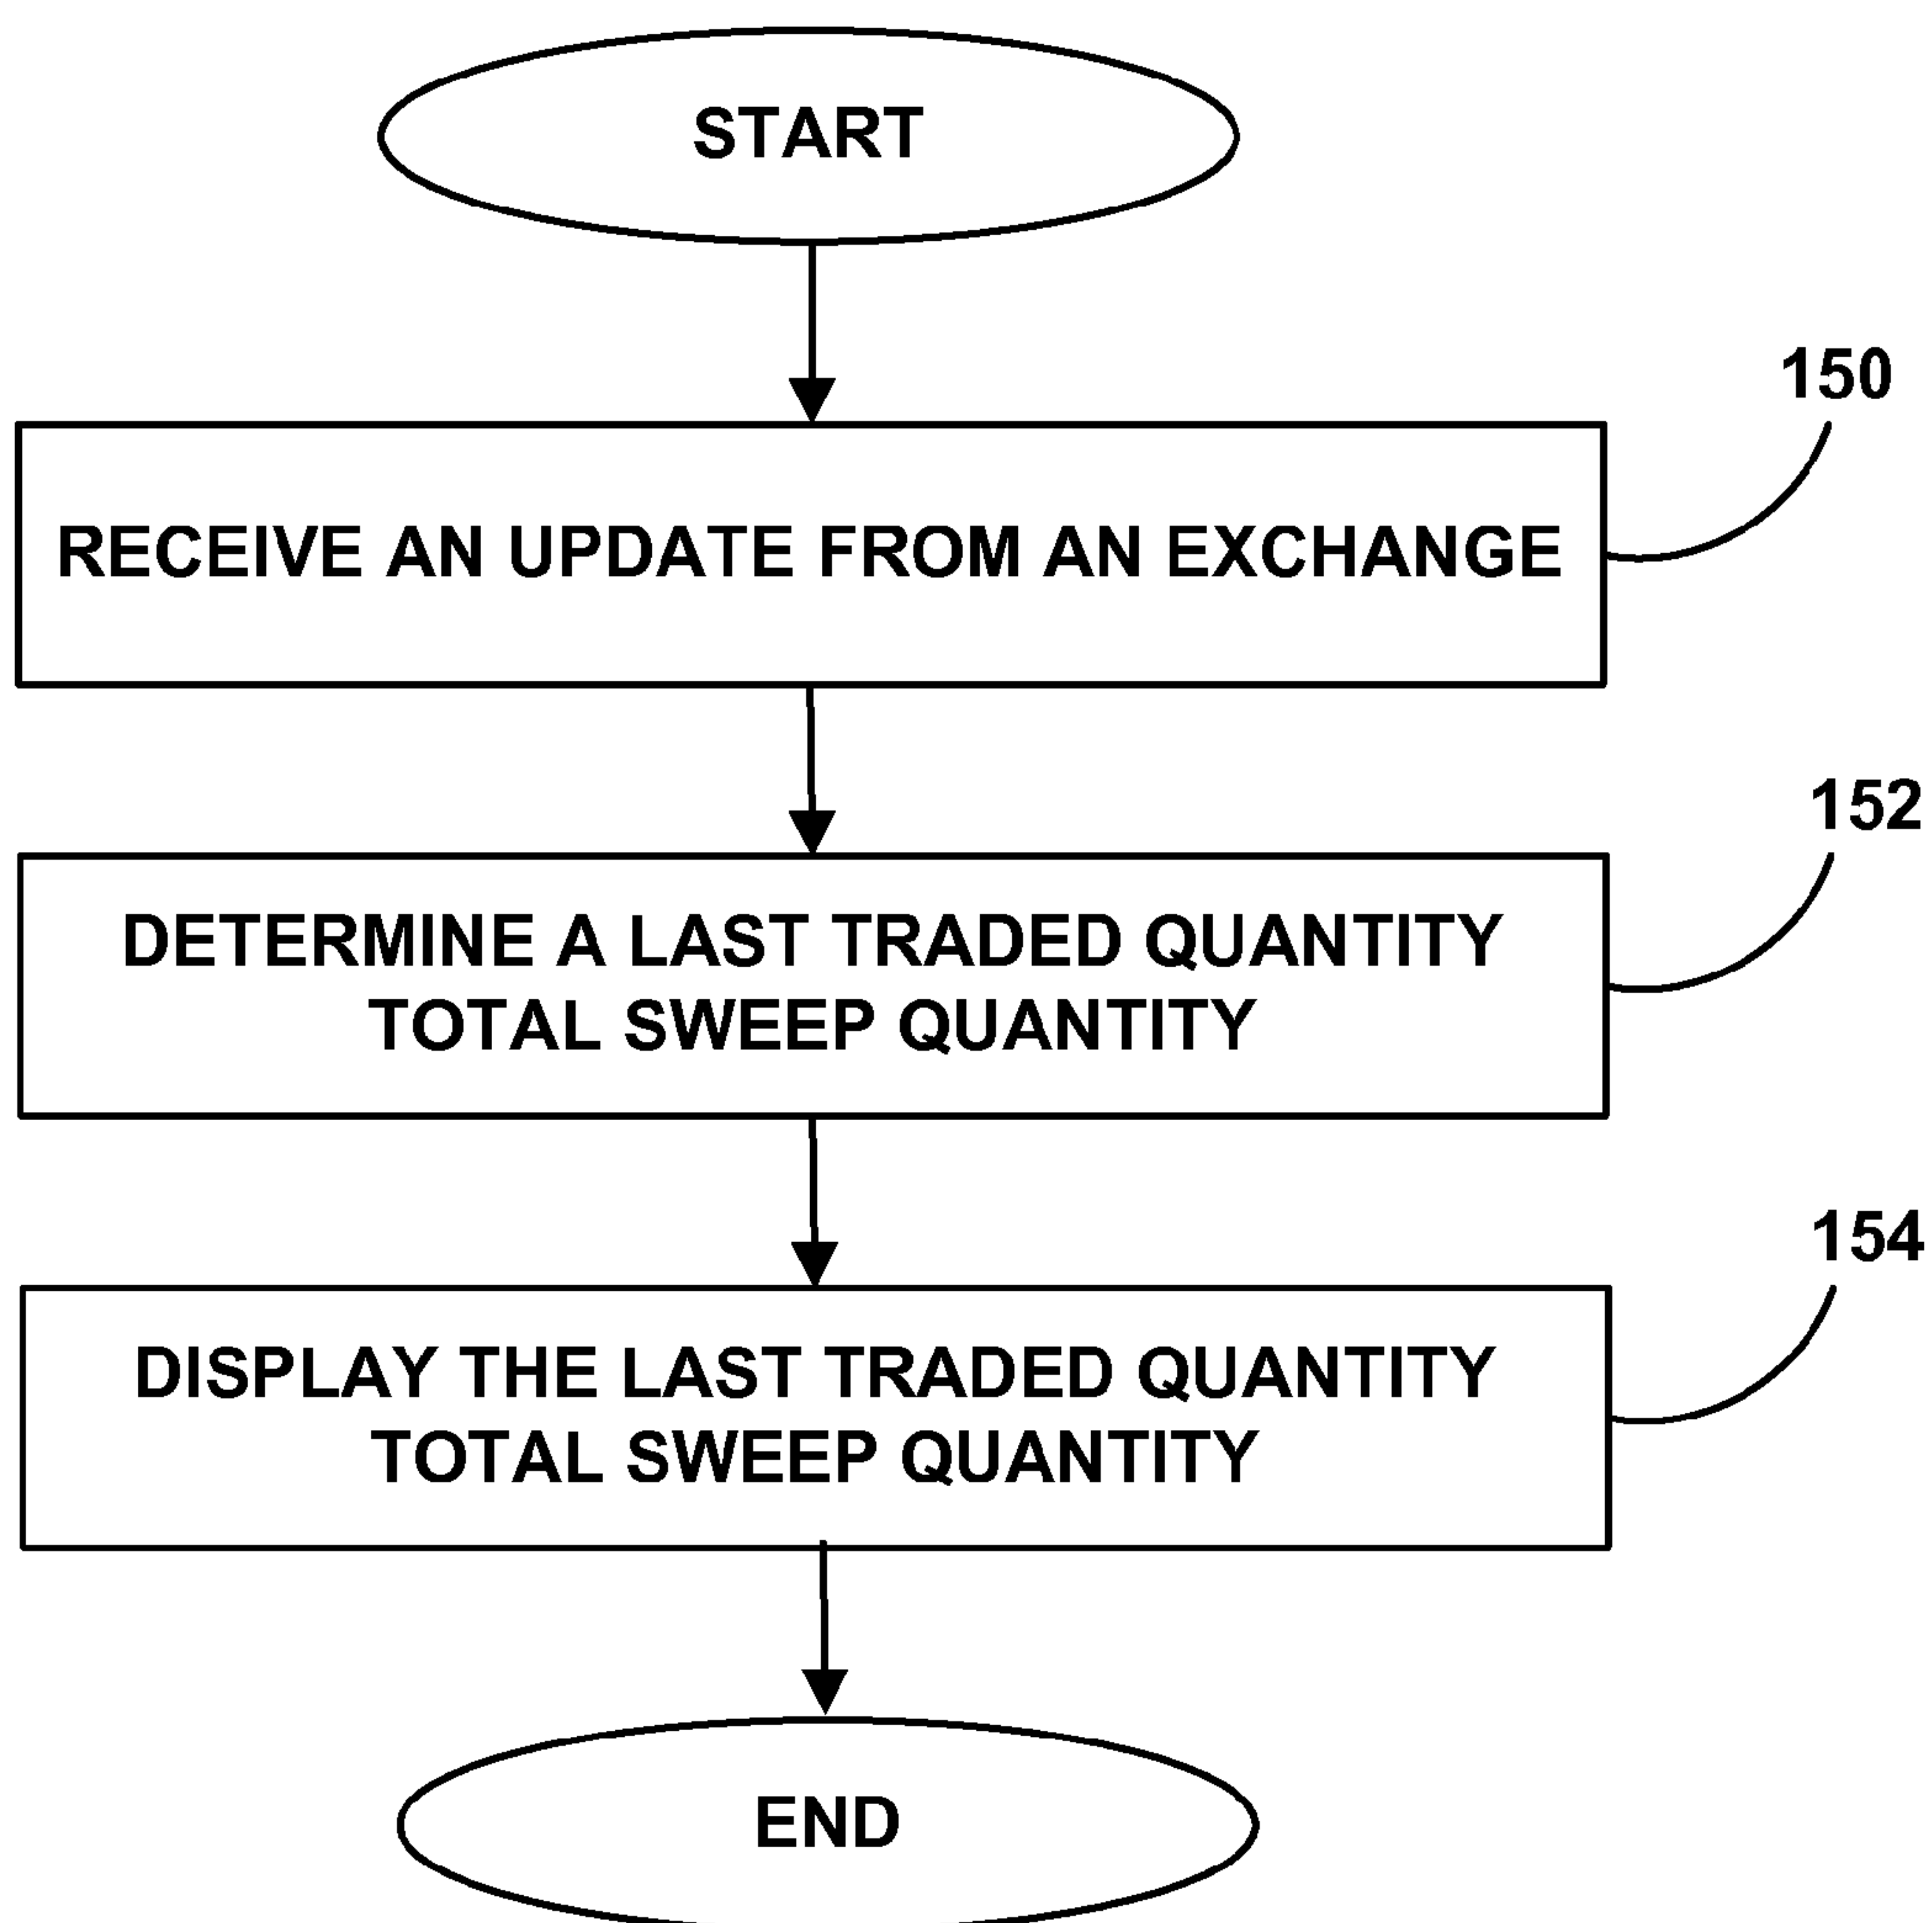 START
150
RECEIVE AN UPDATE FROM AN EXCHANGE
152
DETERMINE A LAST TRADED QUANTITY
TOTAL SWEEP QUANTITY
154
DISPLAY THE LAST TRADED QUANTITY
TOTAL SWEEP QUANTITY
END